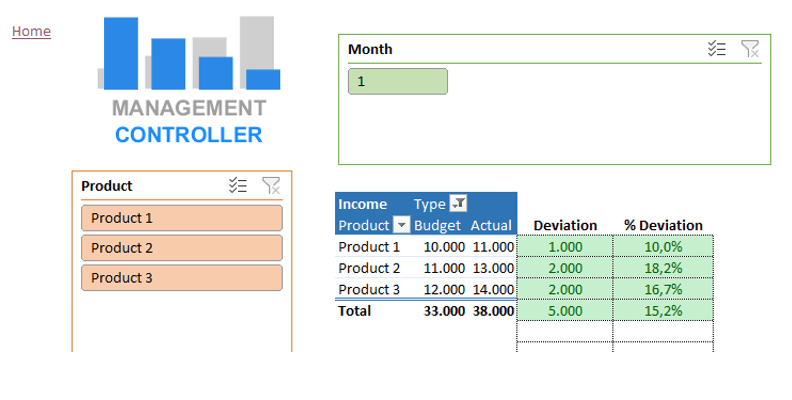 Home
MANAGEMENT
CONTROLLER
Month
1
Product
Product 1
Product 2
Product 3
Income Type
Product Budget Actual Deviation % Deviation
Product 1 10.000 11.000 1.000 10,0%
Product 2 11.000 13.000 2.000 18,2%
Product 3 12.000 14.000 2.000 16,7%
Total 33.000 38.000 5.000 15,2%